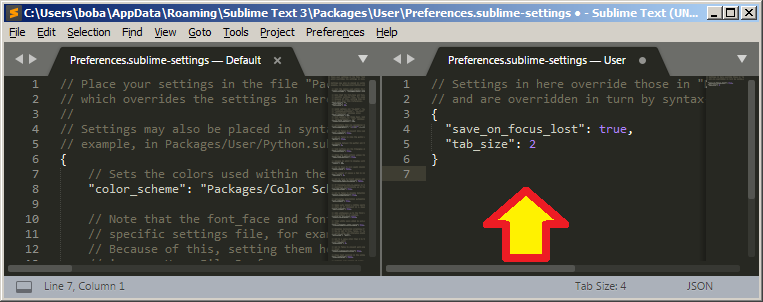 C:\Users\boba\AppData\Roaming\Sublime Text 3\Packages\User\Preferences.sublime-settings • - Sublime Text (UN...
File Edit Selection Find View Goto Tools Project Preferences Help
Preferences.sublime-settings — Default
1 // Place your settings in the file "Pac
2 // which overrides the settings in here
3 //
4 // Settings may also be placed in synt
5 // example, in Packages/User/Python.su
6 {
7 // Sets the colors used within the
8 "color_scheme": "Packages/Color Sch
9
10 // Note that the font_face and fon
11 // specific settings file, for exa
12 // Because of this, setting them h
Preferences.sublime-settings — User
1 // Settings in here override those in "
2 // and are overridden in turn by syntax
3 {
4 "save_on_focus_lost": true,
5 "tab_size": 2
6 }
7
Line 7, Column 1
Tab Size: 4
JSON